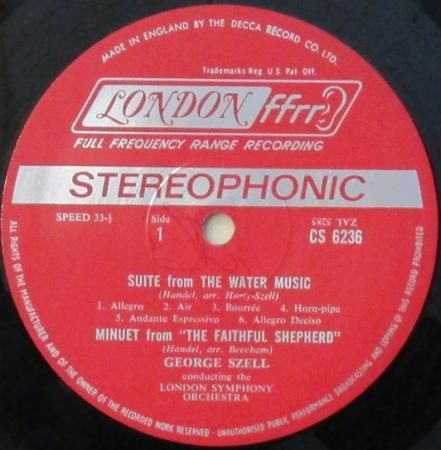 MADE IN ENGLAND BY THE DECCA RECORD CO. LTD.
Trademarks Reg U.S. Pat Off.
LONDON ffrr
FULL FREQUENCY RANGE RECORDING
STEREOPHONIC
SPEED 33-⅓ Side ZAL 5285
1 CS 6236
SUITE from THE WATER MUSIC
(Handel, arr. Harty-Szell)
1. Allegro 2. Air 3. Bourrée 4. Horn-pipe
5. Andante Espressivo 6. Allegro Deciso
MINUET from "THE FAITHFUL SHEPHERD"
(Handel, arr. Beecham)
GEORGE SZELL
conducting the
LONDON SYMPHONY
ORCHESTRA
ALL RIGHTS OF THE MANUFACTURER AND OF THE OWNER OF THE RECORDED WORK RESERVED - UNAUTHORISED PUBLIC PERFORMANCE BROADCASTING AND COPYING OF THIS RECORD PROHIBITED